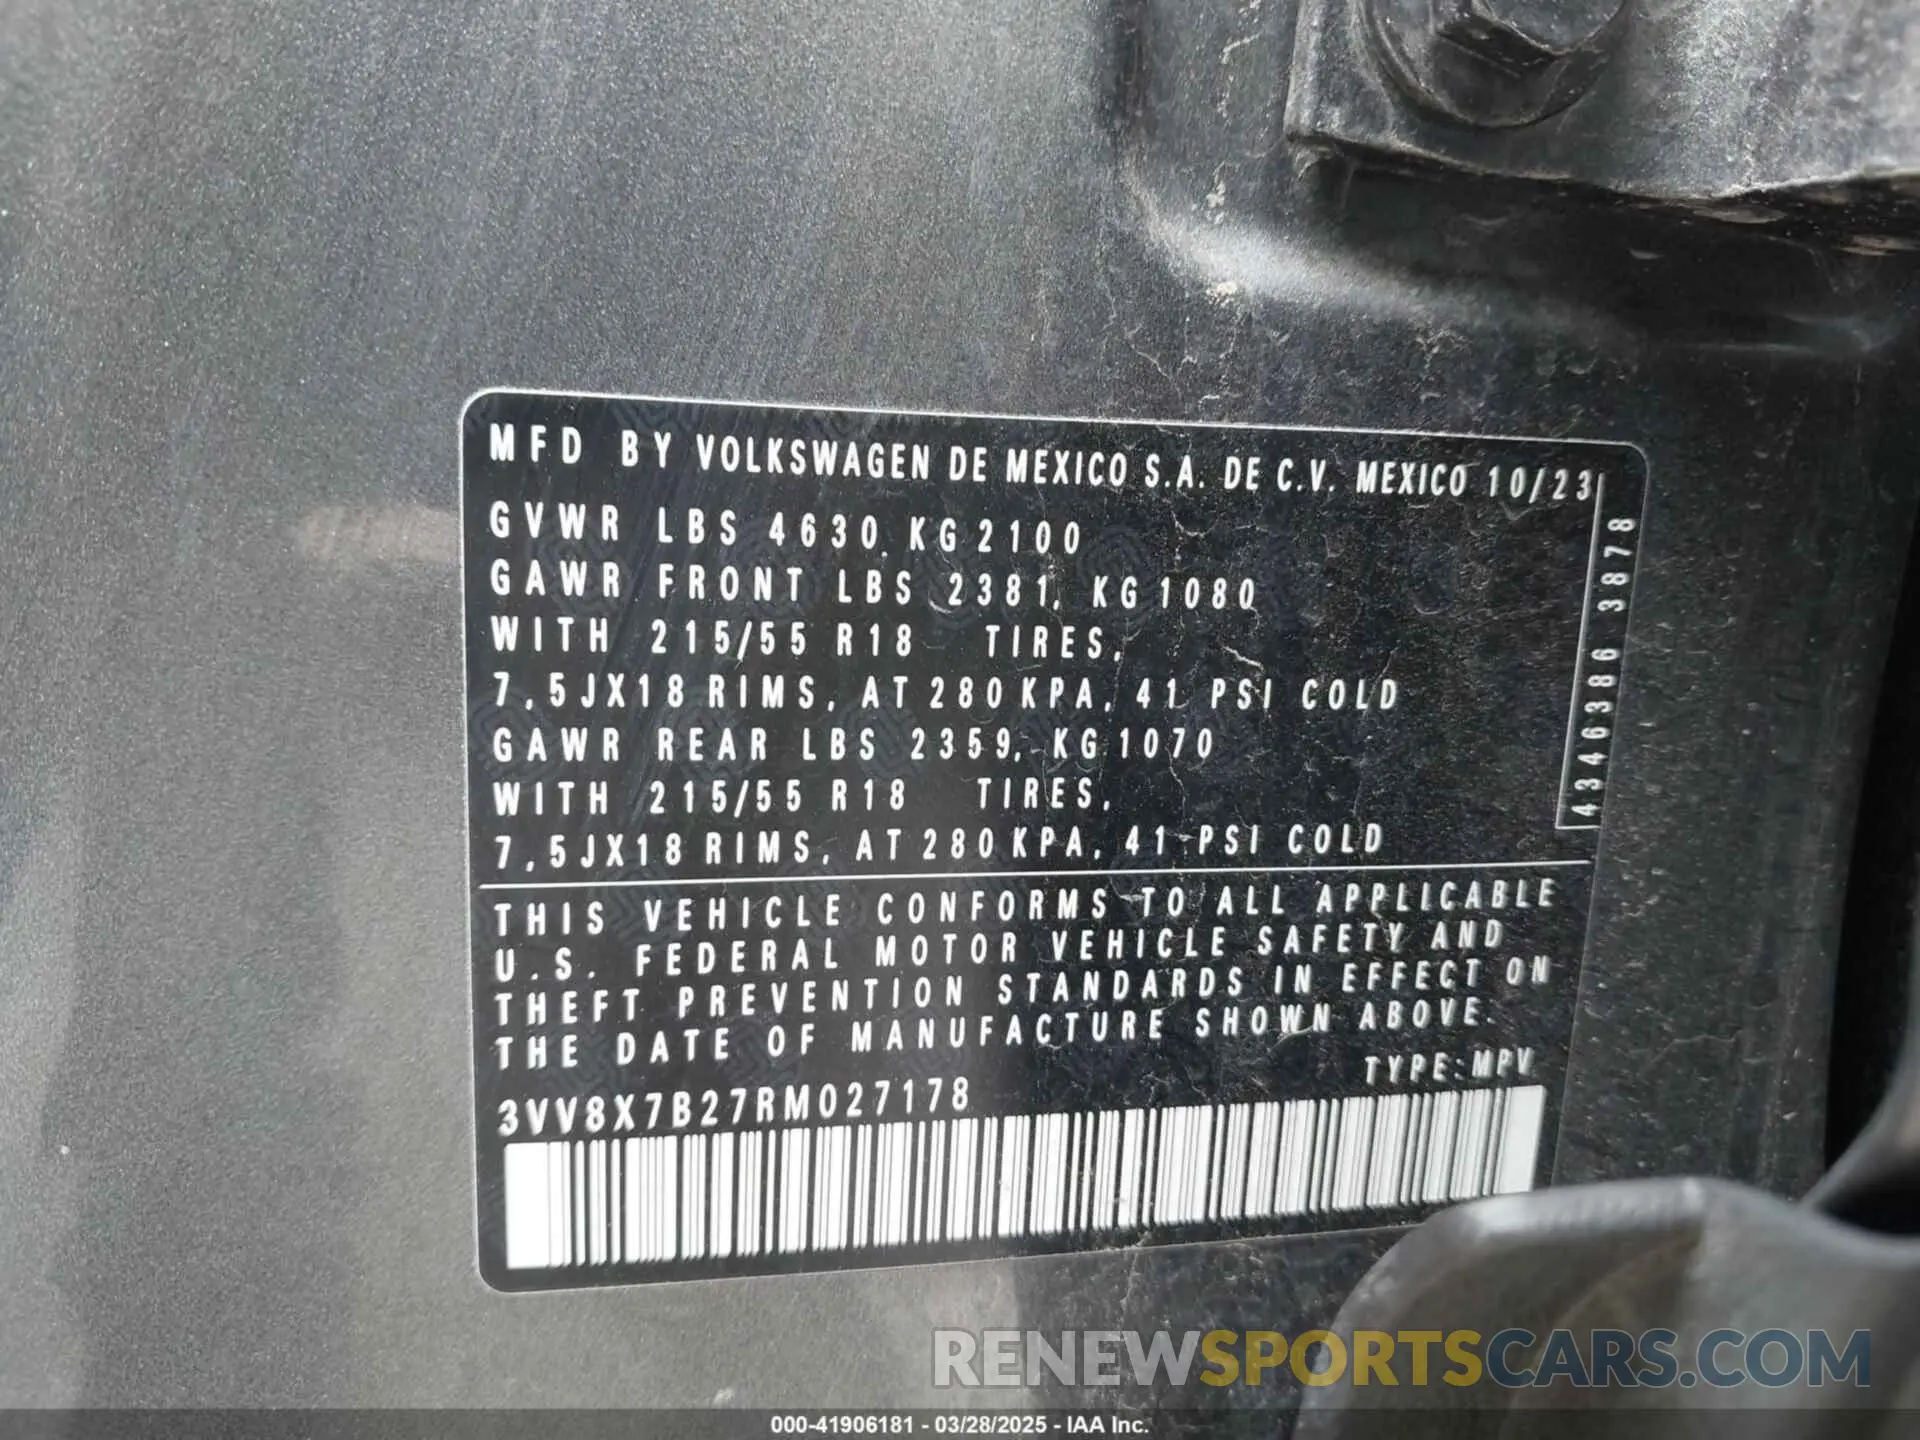 MFD BY VOLKSWAGEN DE MEXICO S.A. DE C.V. MEXICO 10/23
GVWR LBS 4630, KG 2100
GAWR FRONT LBS 2381, KG 1080
WITH 215/55 R18 TIRES,
7,5JX18 RIMS, AT 280 KPA, 41 PSI COLD
GAWR REAR LBS 2359, KG 1070
WITH 215/55 R18 TIRES,
7,5JX18 RIMS, AT 280 KPA, 41 PSI COLD
4346386 3878
THIS VEHICLE CONFORMS TO ALL APPLICABLE
U.S. FEDERAL MOTOR VEHICLE SAFETY AND
THEFT PREVENTION STANDARDS IN EFFECT ON
THE DATE OF MANUFACTURE SHOWN ABOVE.
TYPE:MPV
3VV8X7B27RM027178
RENEWSPORTSCARS.COM
000-41906181 - 03/28/2025 - IAA Inc.